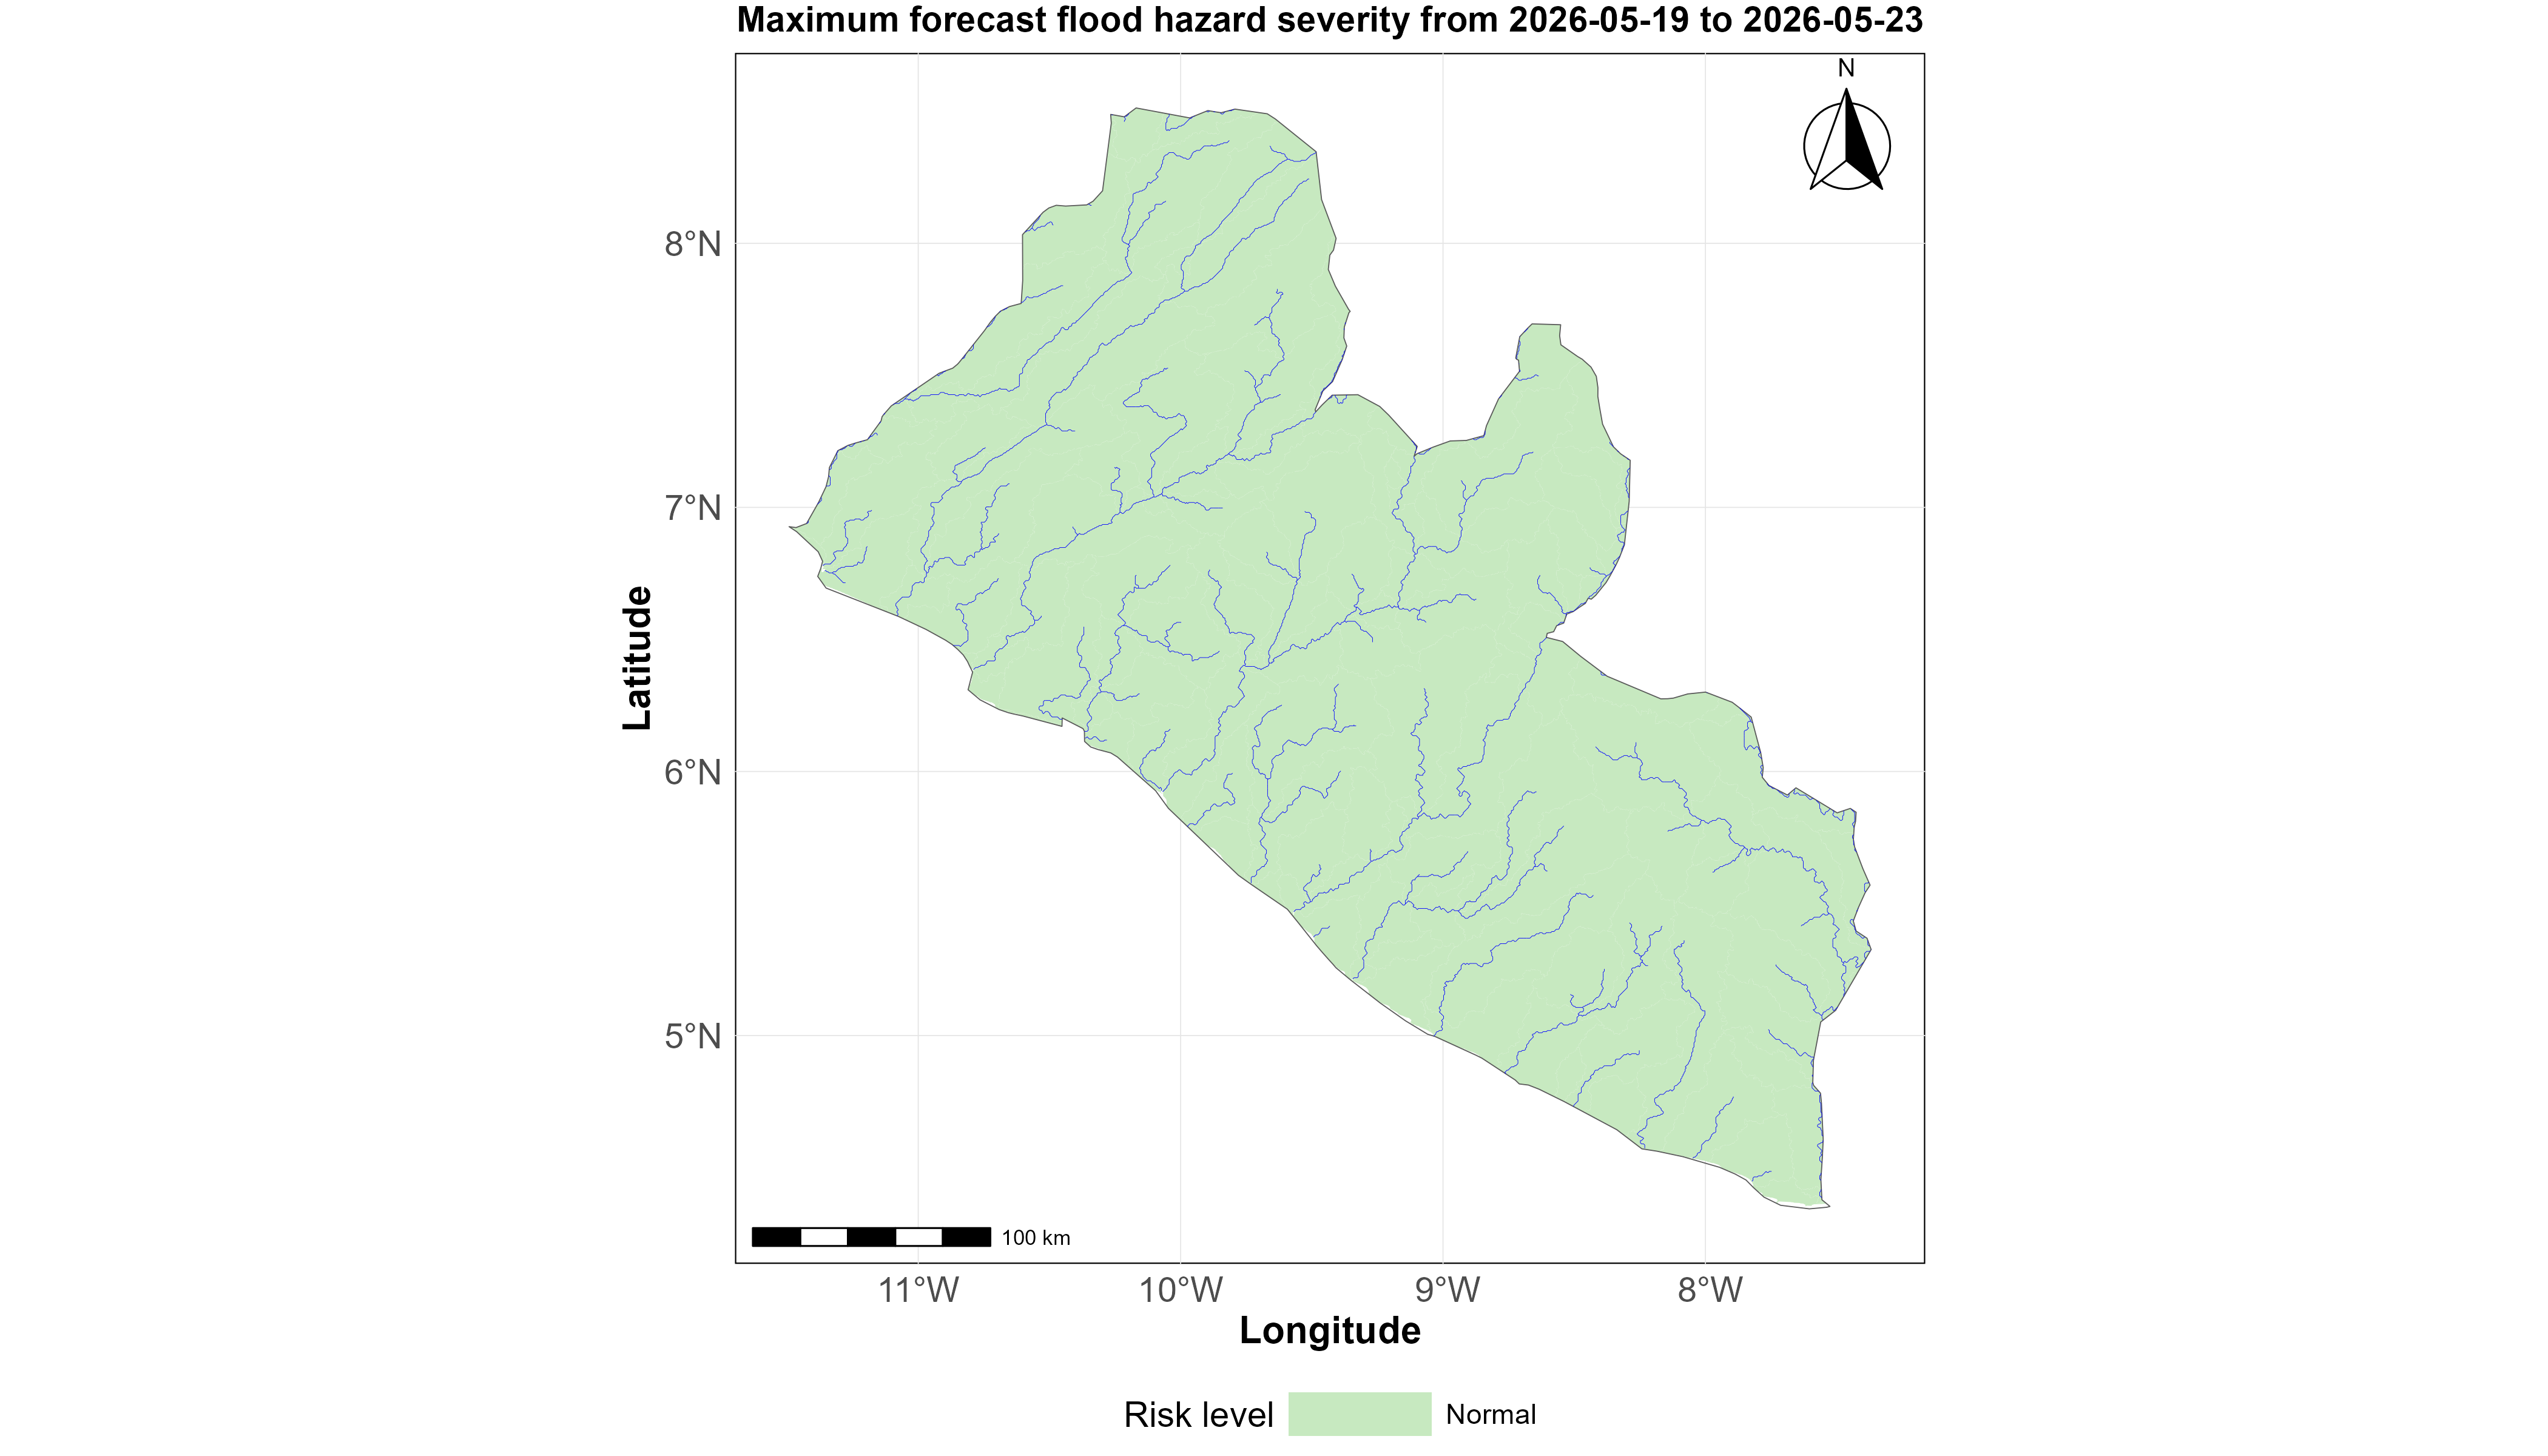 Maximum forecast flood hazard severity from 2026-05-19 to 2026-05-23
N
8°N
7°N
6°N
5°N
Latitude
100 km
11°W 10°W 9°W 8°W
Longitude
Risk level Normal